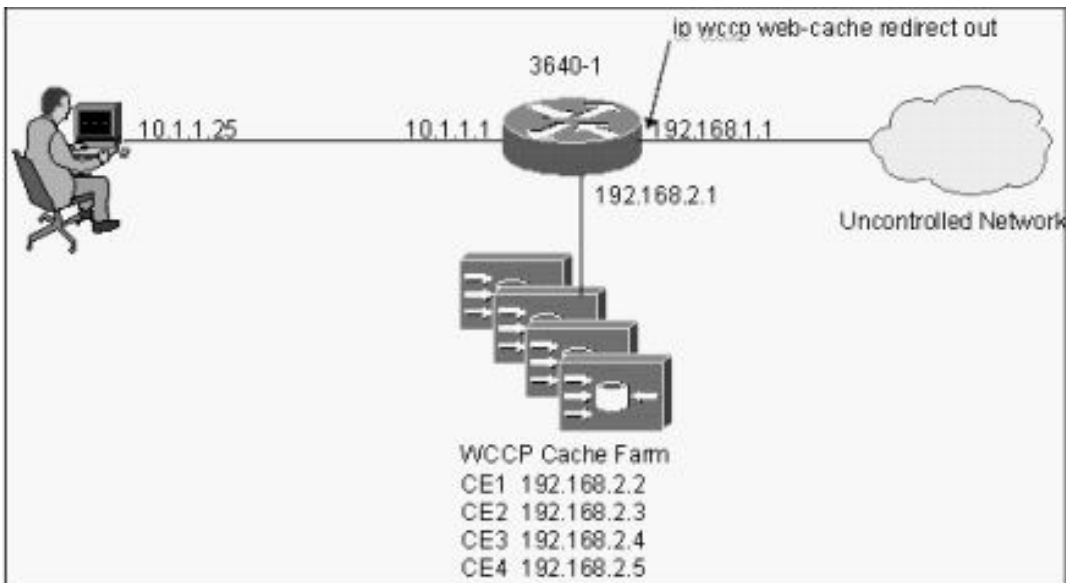 ip wccp web-cache redirect out
3640-1
10.1.1.25
10.1.1.1
192.168.1.1
192.168.2.1
Uncontrolled Network
WCCP Cache Farm
CE1 192.168.2.2
CE2 192.168.2.3
CE3 192.168.2.4
CE4 192.168.2.5